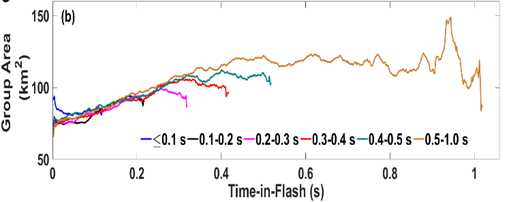 150
(b)
Group Area
(km2)
100
≤0.1 s 0.1-0.2 s 0.2-0.3 s 0.3-0.4 s 0.4-0.5 s 0.5-1.0 s
50
0 0.2 0.4 0.6 0.8 1
Time-in-Flash (s)